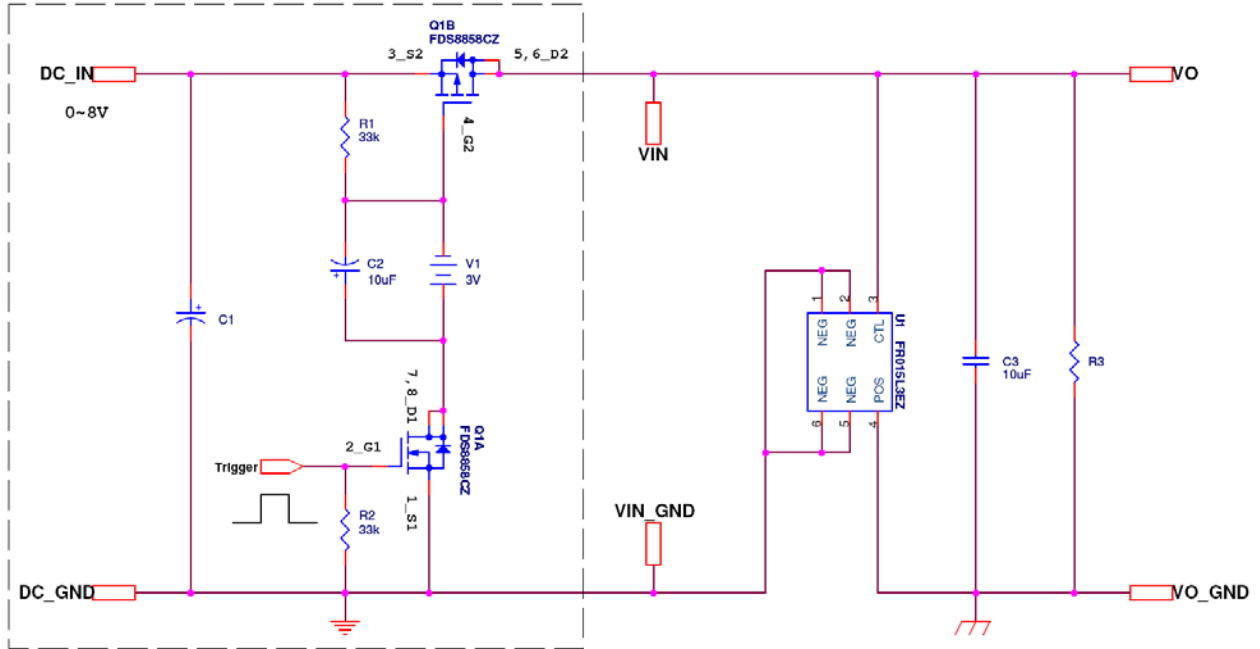 Q1B
FDS8858CZ
3_S2
5,6_D2
DC_IN
0~8V
4_G2
R1
33k
VIN
VO
C2
10uF
V1
3V
C1
+
+
1
2
3
NEG
NEG
CTL
U1
FR015L3EZ
NEG
NEG
POS
6
5
4
C3
10uF
R3
7,8_D1
Q1A
FDS8858CZ
2_G1
Trigger
1_S1
R2
33k
VIN_GND
DC_GND
VO_GND